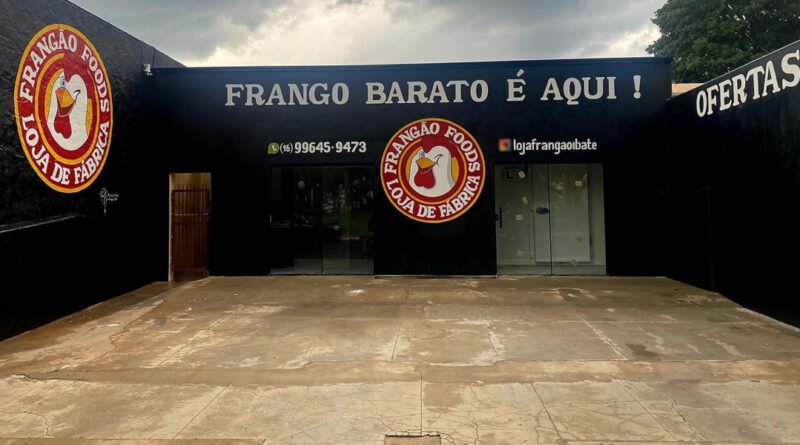 FRANGÃO FOODS
LOJA DE FÁBRICA
FRANGO BARATO É AQUI !
OFERTAS
(16) 99645-9473
FRANGÃO FOODS
LOJA DE FÁBRICA
lojafrangaoibate